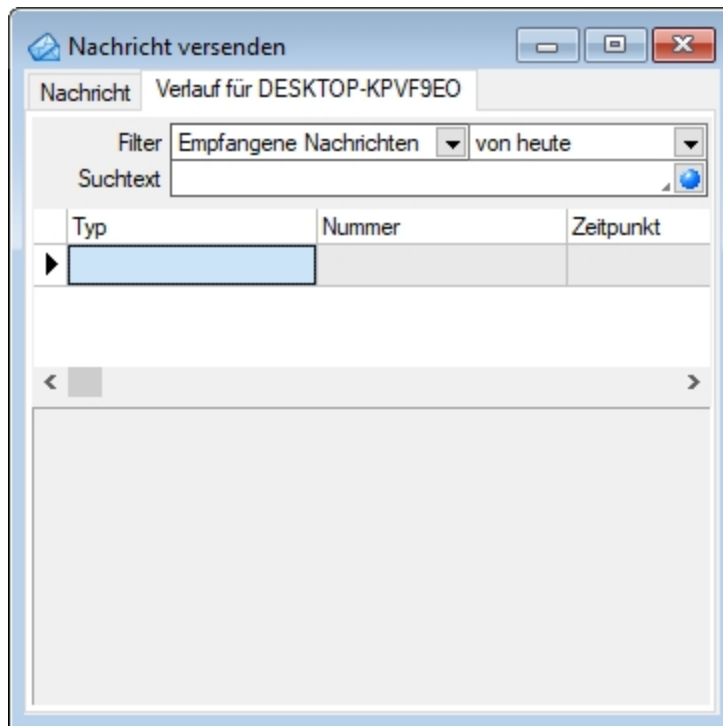 Nachricht versenden
Nachricht Verlauf für DESKTOP-KPVF9EO
Filter Empfangene Nachrichten von heute
Suchtext
Typ Nummer Zeitpunkt